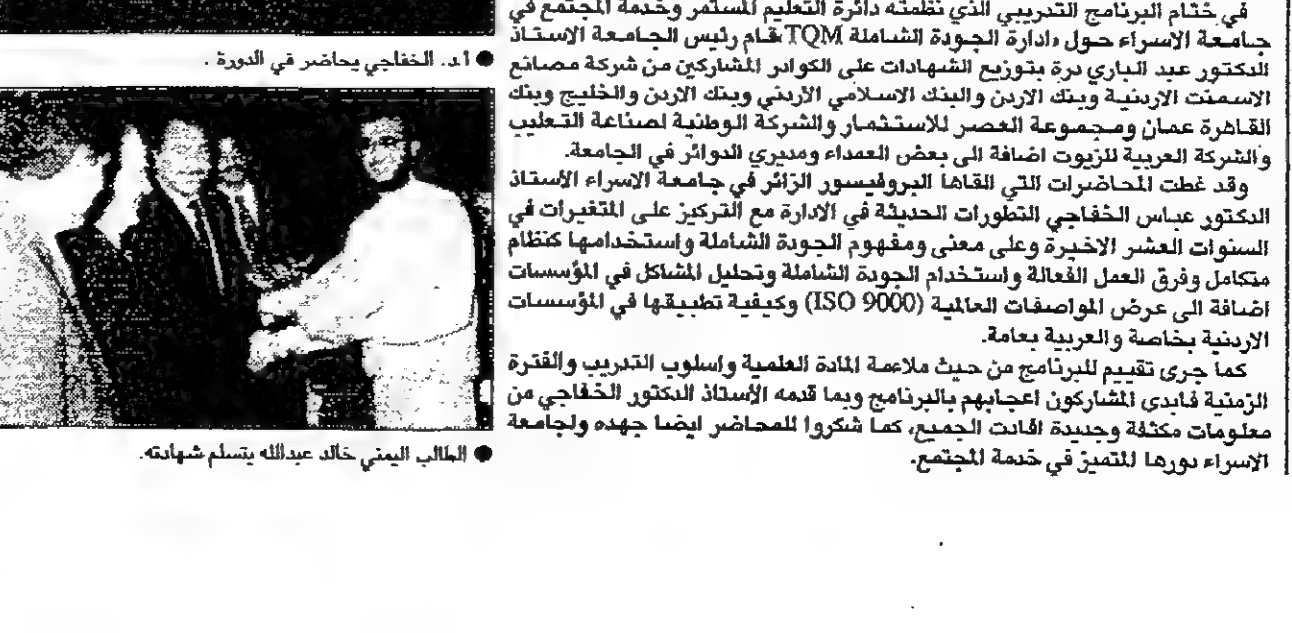 في ختام البرنامج التدريبي الذي نظمته دائرة التعليم المستمر وخدمة المجتمع في
جامعة الاسراء حول «ادارة الجودة الشاملة TQM» قام رئيس الجامعة الاستاذ
الدكتور عبد الباري درة بتوزيع الشهادات على الكوادر المشاركين من شركة مصانع
الاسمنت الاردنية وبنك الاردن والبنك الاسلامي الأردني وبنك الاردن والخليج وبنك
القاهرة عمان ومجموعة العصر للاستثمار والشركة الوطنية لصناعة التعليب
والشركة العربية للزيوت اضافة الى بعض العمداء ومديري الدوائر في الجامعة.
وقد غطت المحاضرات التي القاها البروفيسور الزائر في جامعة الاسراء الأستاذ
الدكتور عباس الخفاجي التطورات الحديثة في الادارة مع التركيز على المتغيرات في
السنوات العشر الاخيرة وعلى معنى ومفهوم الجودة الشاملة واستخدامها كنظام
متكامل وفرق العمل الفعالة واستخدام الجودة الشاملة وتحليل المشاكل في المؤسسات
اضافة الى عرض المواصفات العالمية (ISO 9000) وكيفية تطبيقها في المؤسسات
الاردنية بخاصة والعربية بعامة.
كما جرى تقييم للبرنامج من حيث ملاءمة المادة العلمية واسلوب التدريب والفترة
الزمنية فابدى المشاركون اعجابهم بالبرنامج وبما قدمه الأستاذ الدكتور الخفاجي من
معلومات مكثفة وجديدة افادت الجميع، كما شكروا للمحاضر ايضا جهده ولجامعة
الاسراء دورها المتميز في خدمة المجتمع.
● أ.د. الخفاجي يحاضر في الدورة .
● الطالب اليمني خالد عبدالله يتسلم شهادته.